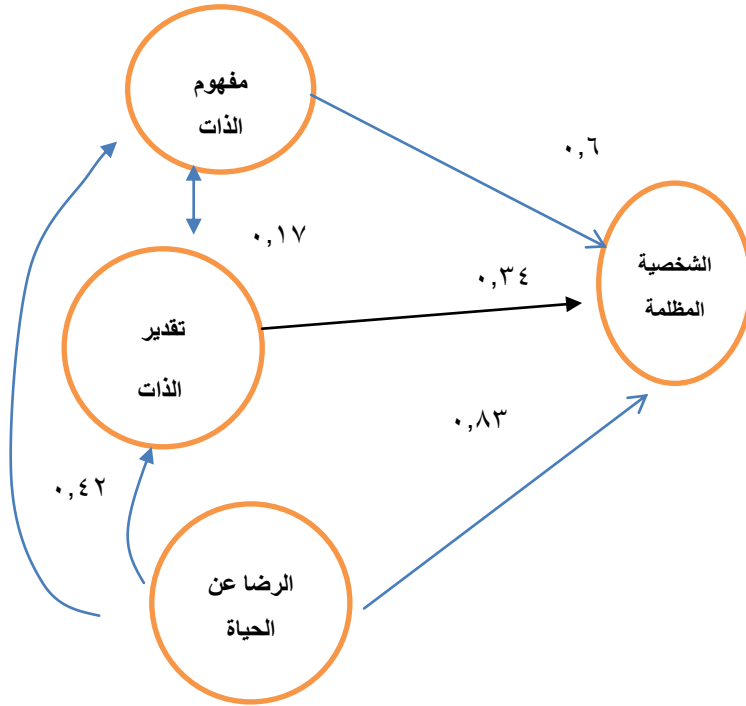 مفهوم
الذات
٠,٦
٠,١٧
الشخصية
المظلمة
٠,٣٤
تقدير
الذات
٠,٨٣
٠,٤٢
الرضا عن
الحياة